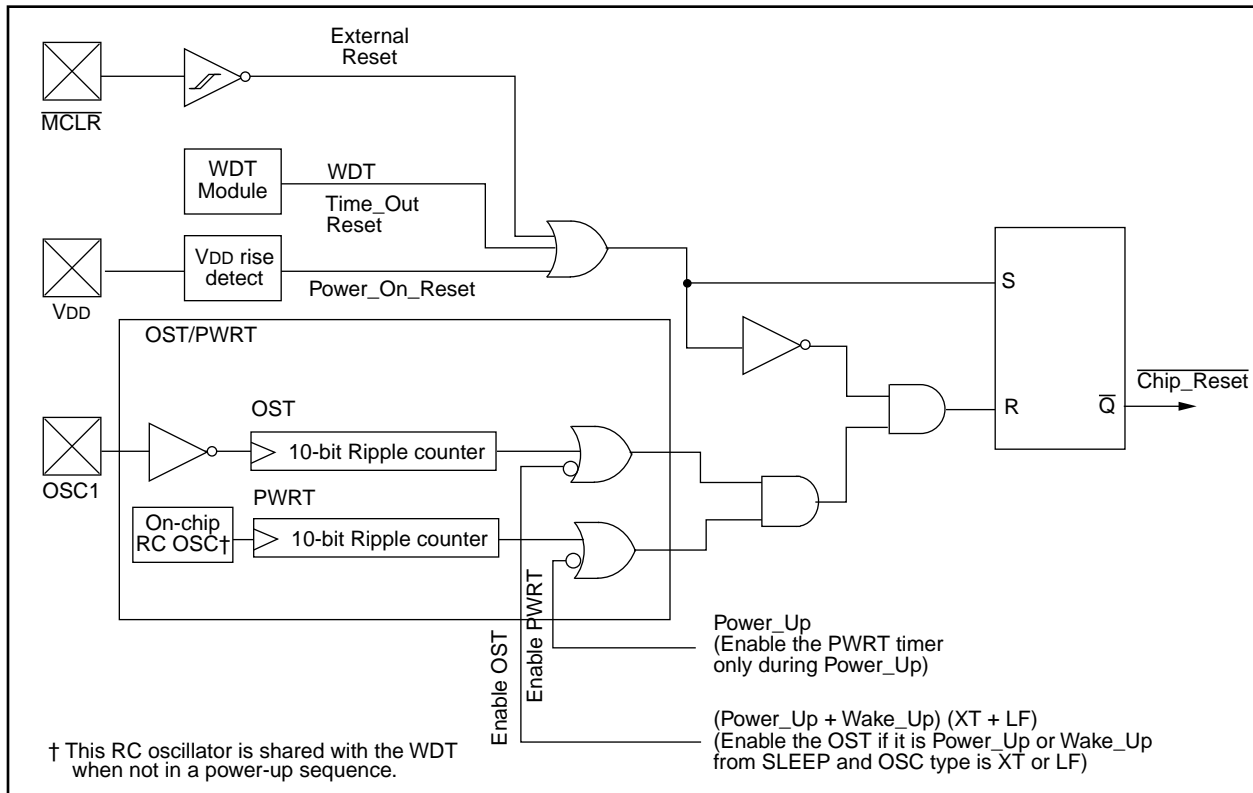 External
Reset
MCLR
WDT
Module
WDT
Time_Out
Reset
VDD
VDD rise
detect
Power_On_Reset
OST/PWRT
S
R
Q
Chip_Reset
OSC1
OST
10-bit Ripple counter
PWRT
On-chip
RC OSC†
10-bit Ripple counter
Enable OST
Enable PWRT
Power_Up
(Enable the PWRT timer
only during Power_Up)
(Power_Up + Wake_Up) (XT + LF)
(Enable the OST if it is Power_Up or Wake_Up
from SLEEP and OSC type is XT or LF)
† This RC oscillator is shared with the WDT
when not in a power-up sequence.